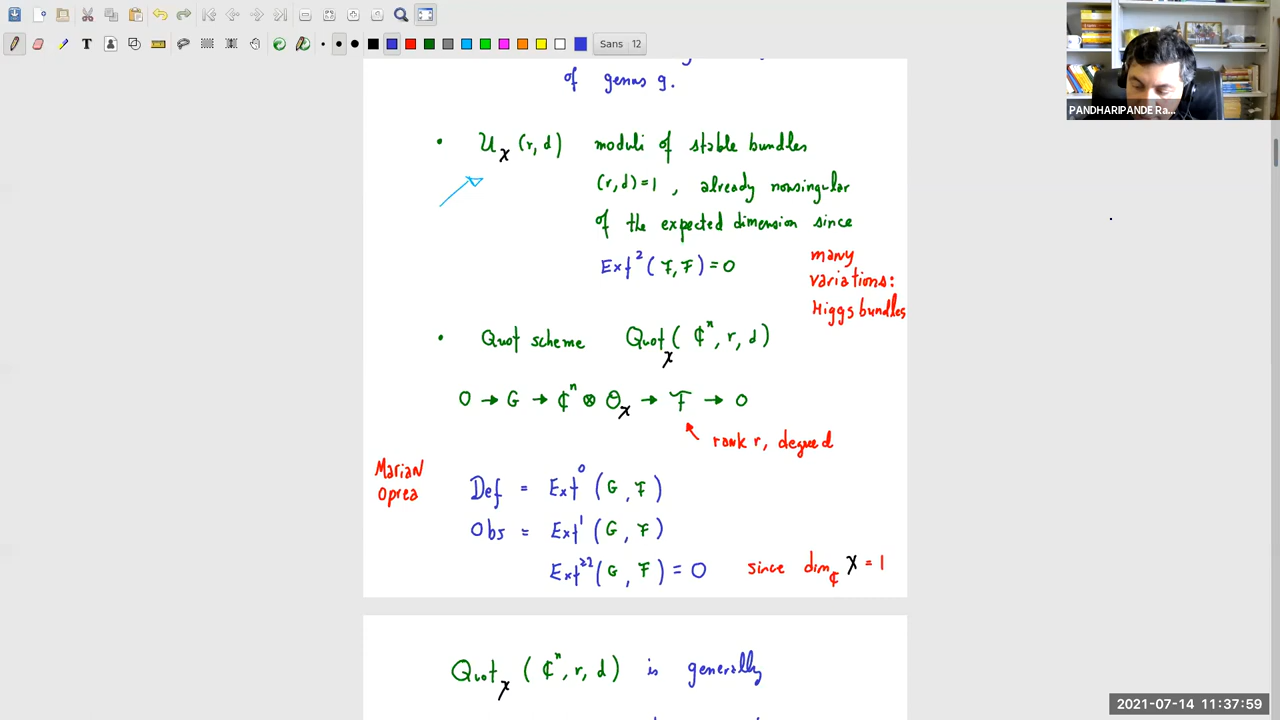 Sans 12
of genus g.
• U_X (r, d) moduli of stable bundles
(r, d) = 1 , already nonsingular
of the expected dimension since
Ext² (F, F) = 0
many
variations:
Higgs bundles
• Quot scheme Quot_X ( ℂⁿ, r, d )
0 → G → ℂⁿ ⊗ O_X → F → 0
rank r, degree d
Marian
Oprea
Def = Ext⁰ (G, F)
Obs = Ext¹ (G, F)
Ext^{≥2} (G, F) = 0 since dim_ℂ X = 1
Quot_X ( ℂⁿ, r, d ) is generally
PANDHARIPANDE Ra...
2021-07-14 11:37:59